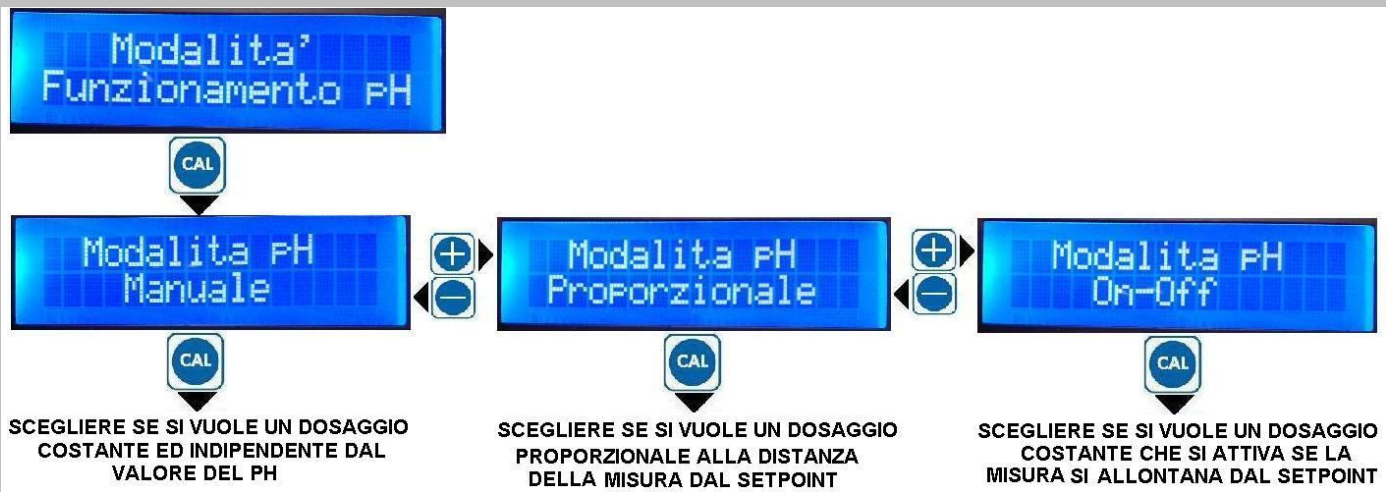 Modalita'
Funzionamento pH
CAL
Modalita pH
Manuale
+
−
Modalita pH
Proporzionale
+
−
Modalita pH
On-Off
CAL
CAL
CAL
SCEGLIERE SE SI VUOLE UN DOSAGGIO
COSTANTE ED INDIPENDENTE DAL
VALORE DEL PH
SCEGLIERE SE SI VUOLE UN DOSAGGIO
PROPORZIONALE ALLA DISTANZA
DELLA MISURA DAL SETPOINT
SCEGLIERE SE SI VUOLE UN DOSAGGIO
COSTANTE CHE SI ATTIVA SE LA
MISURA SI ALLONTANA DAL SETPOINT